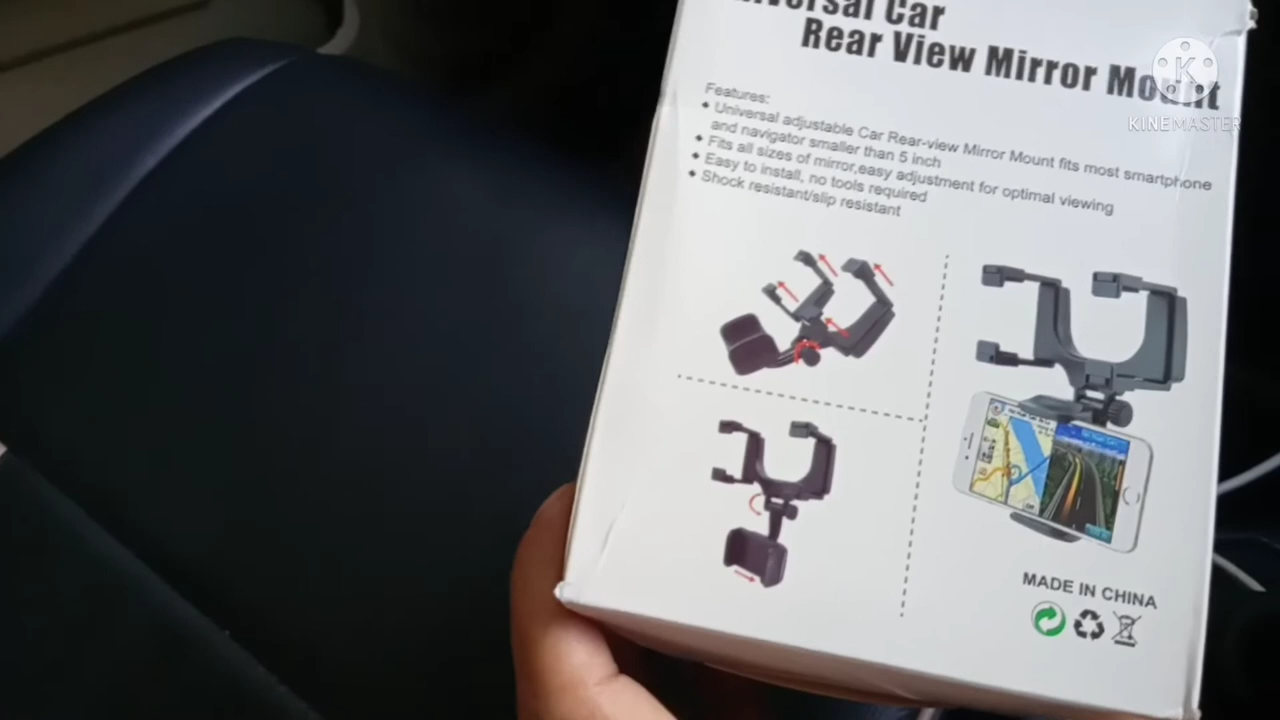 Universal Car
Rear View Mirror Mount
KINEMASTER
Features:
◆ Universal adjustable Car Rear-view Mirror Mount fits most smartphone
and navigator smaller than 5 inch
◆ Fits all sizes of mirror,easy adjustment for optimal viewing
◆ Easy to install, no tools required
◆ Shock resistant/slip resistant
MADE IN CHINA